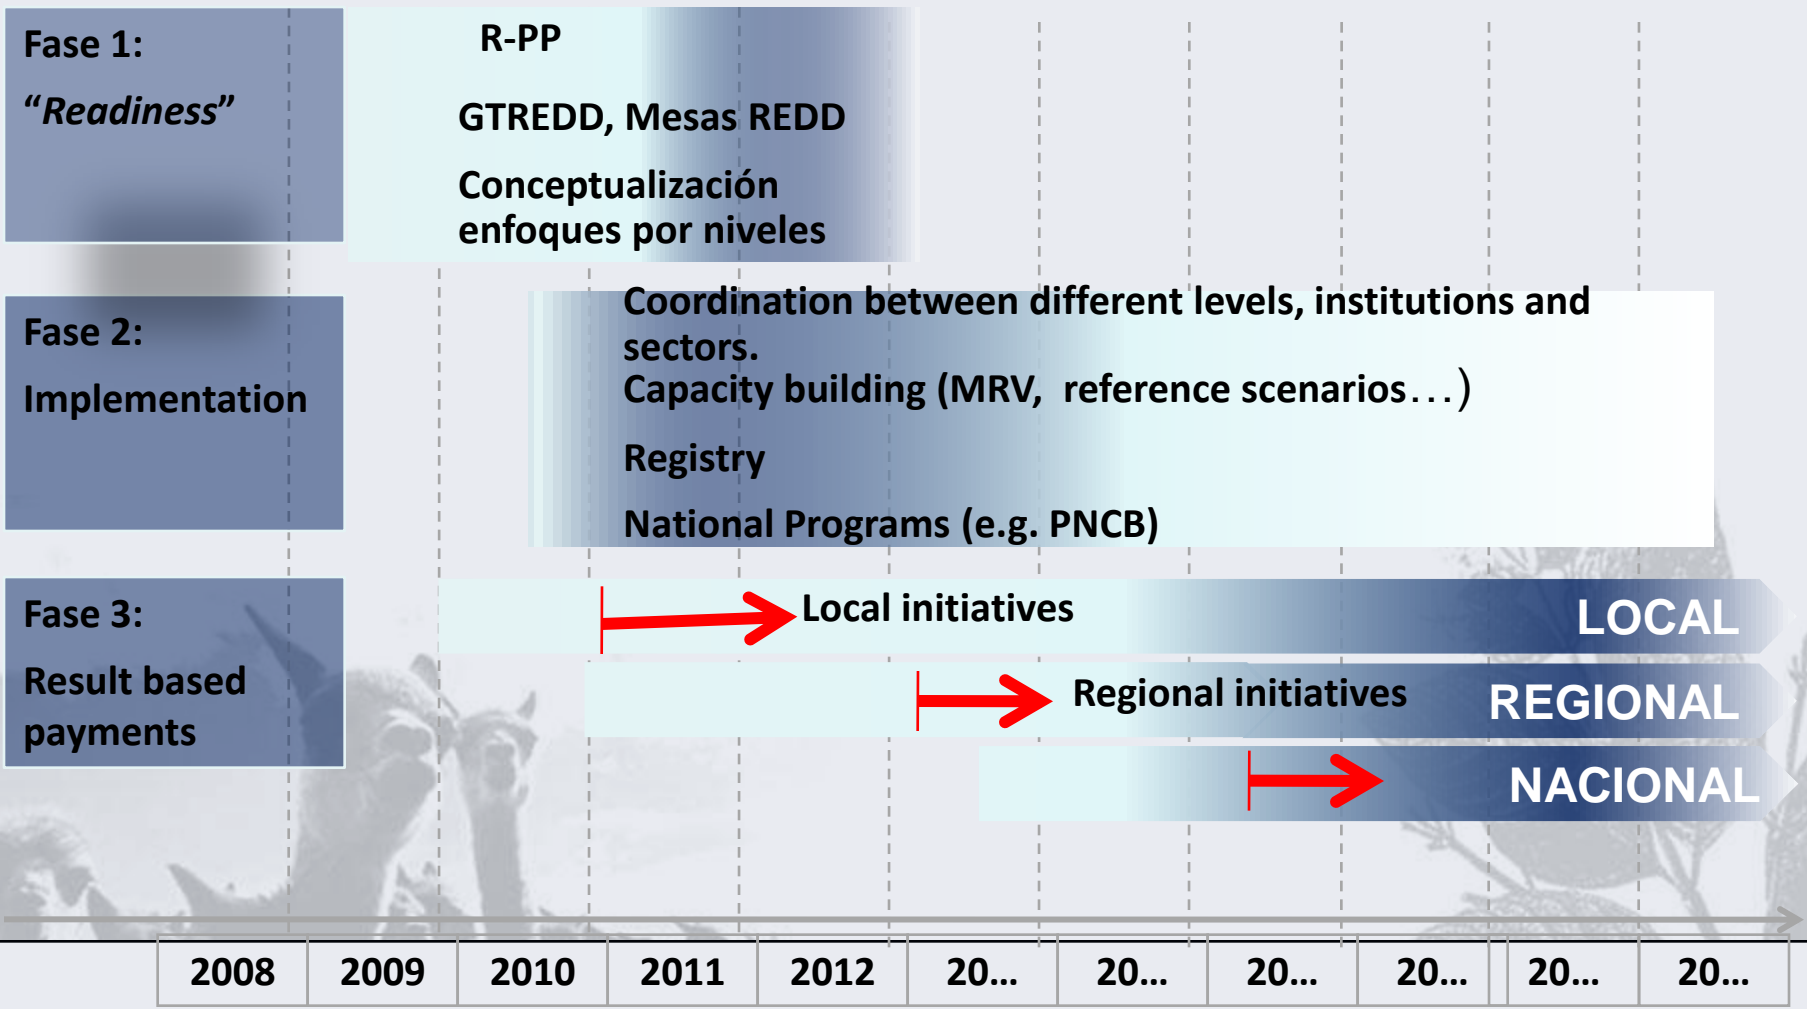 Fase 1:
“Readiness”
R-PP
GTREDD, Mesas REDD
Conceptualización
enfoques por niveles
Fase 2:
Implementation
Coordination between different levels, institutions and
sectors.
Capacity building (MRV, reference scenarios…)
Registry
National Programs (e.g. PNCB)
Fase 3:
Result based
payments
Local initiatives
LOCAL
Regional initiatives
REGIONAL
NACIONAL
2008 2009 2010 2011 2012 20... 20... 20... 20... 20... 20...